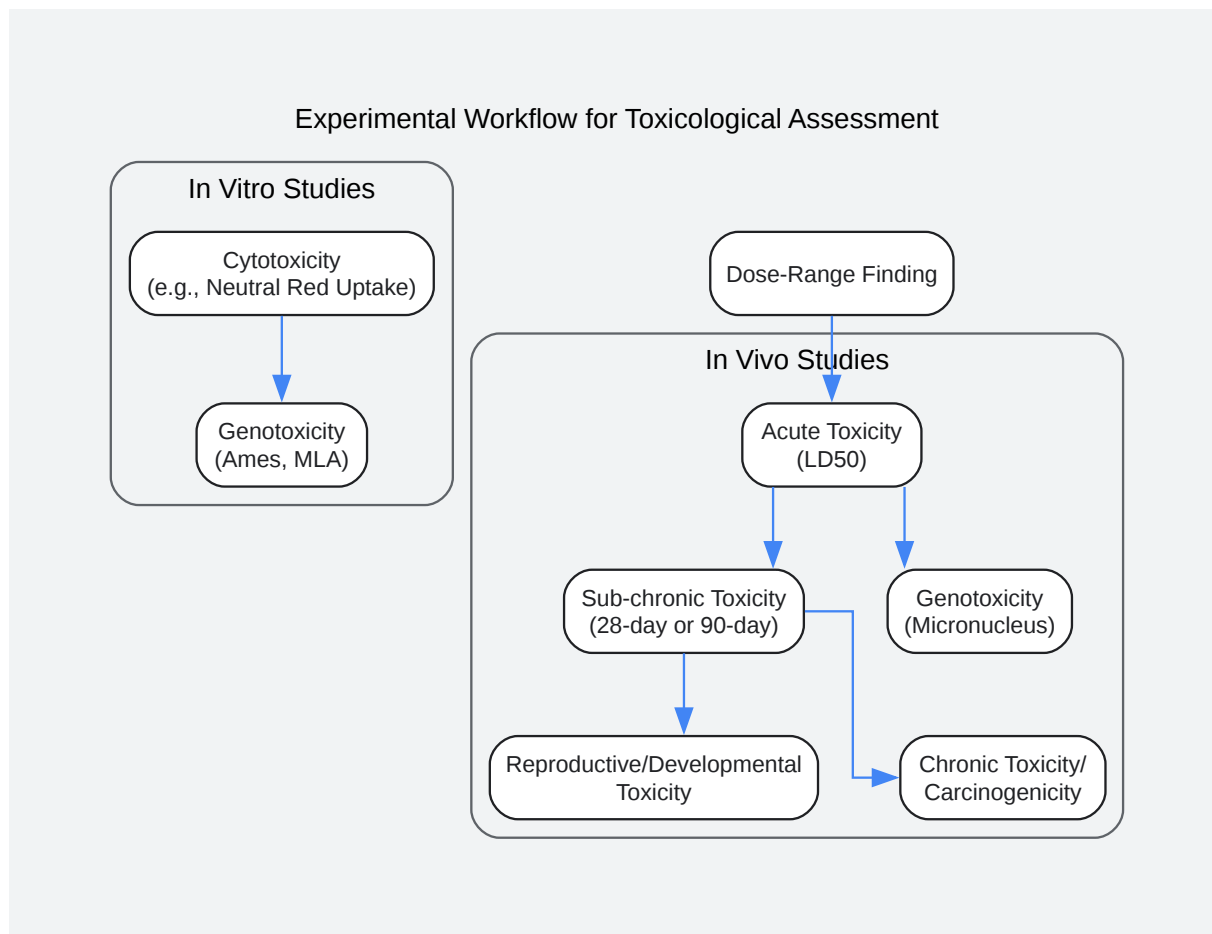 Experimental Workflow for Toxicological Assessment
In Vitro Studies
Cytotoxicity
(e.g., Neutral Red Uptake)
Genotoxicity
(Ames, MLA)
Dose-Range Finding
In Vivo Studies
Acute Toxicity
(LD50)
Sub-chronic Toxicity
(28-day or 90-day)
Genotoxicity
(Micronucleus)
Reproductive/Developmental
Toxicity
Chronic Toxicity/
Carcinogenicity